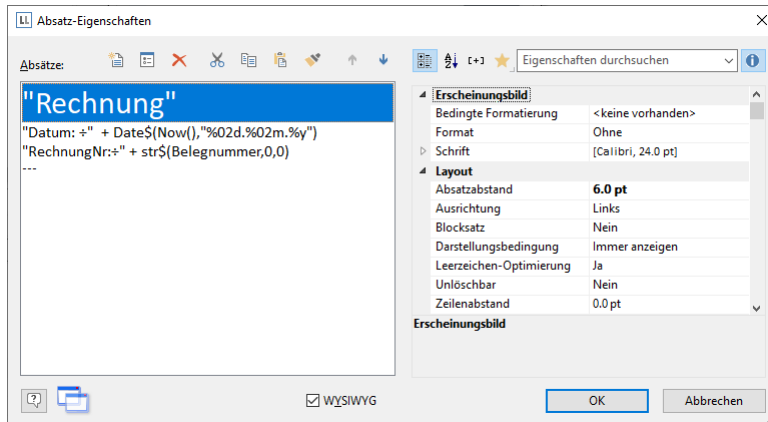 LL Absatz-Eigenschaften
Absätze:
"Rechnung"
"Datum: ÷" + Date$(Now(),"%02d.%02m.%y")
"RechnungNr:÷" + str$(Belegnummer,0,0)
---
A Z [+] Eigenschaften durchsuchen
Erscheinungsbild
Bedingte Formatierung <keine vorhanden>
Format Ohne
Schrift [Calibri, 24.0 pt]
Layout
Absatzabstand 6.0 pt
Ausrichtung Links
Blocksatz Nein
Darstellungsbedingung Immer anzeigen
Leerzeichen-Optimierung Ja
Unlöschbar Nein
Zeilenabstand 0.0 pt
Erscheinungsbild
WYSIWYG
OK
Abbrechen